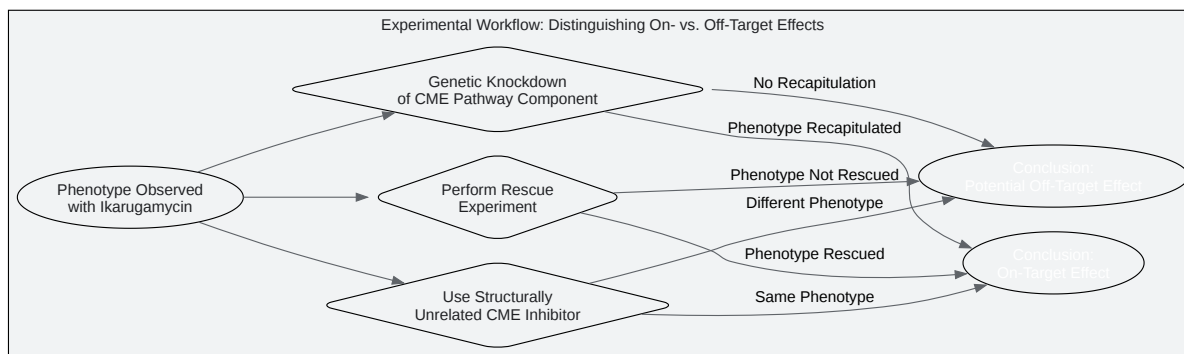 Experimental Workflow: Distinguishing On- vs. Off-Target Effects
Genetic Knockdown
of CME Pathway Component
No Recapitulation
Phenotype Recapitulated
Conclusion:
Potential Off-Target Effect
Phenotype Observed
with Ikarugamycin
Perform Rescue
Experiment
Phenotype Not Rescued
Different Phenotype
Phenotype Rescued
Conclusion:
On-Target Effect
Use Structurally
Unrelated CME Inhibitor
Same Phenotype